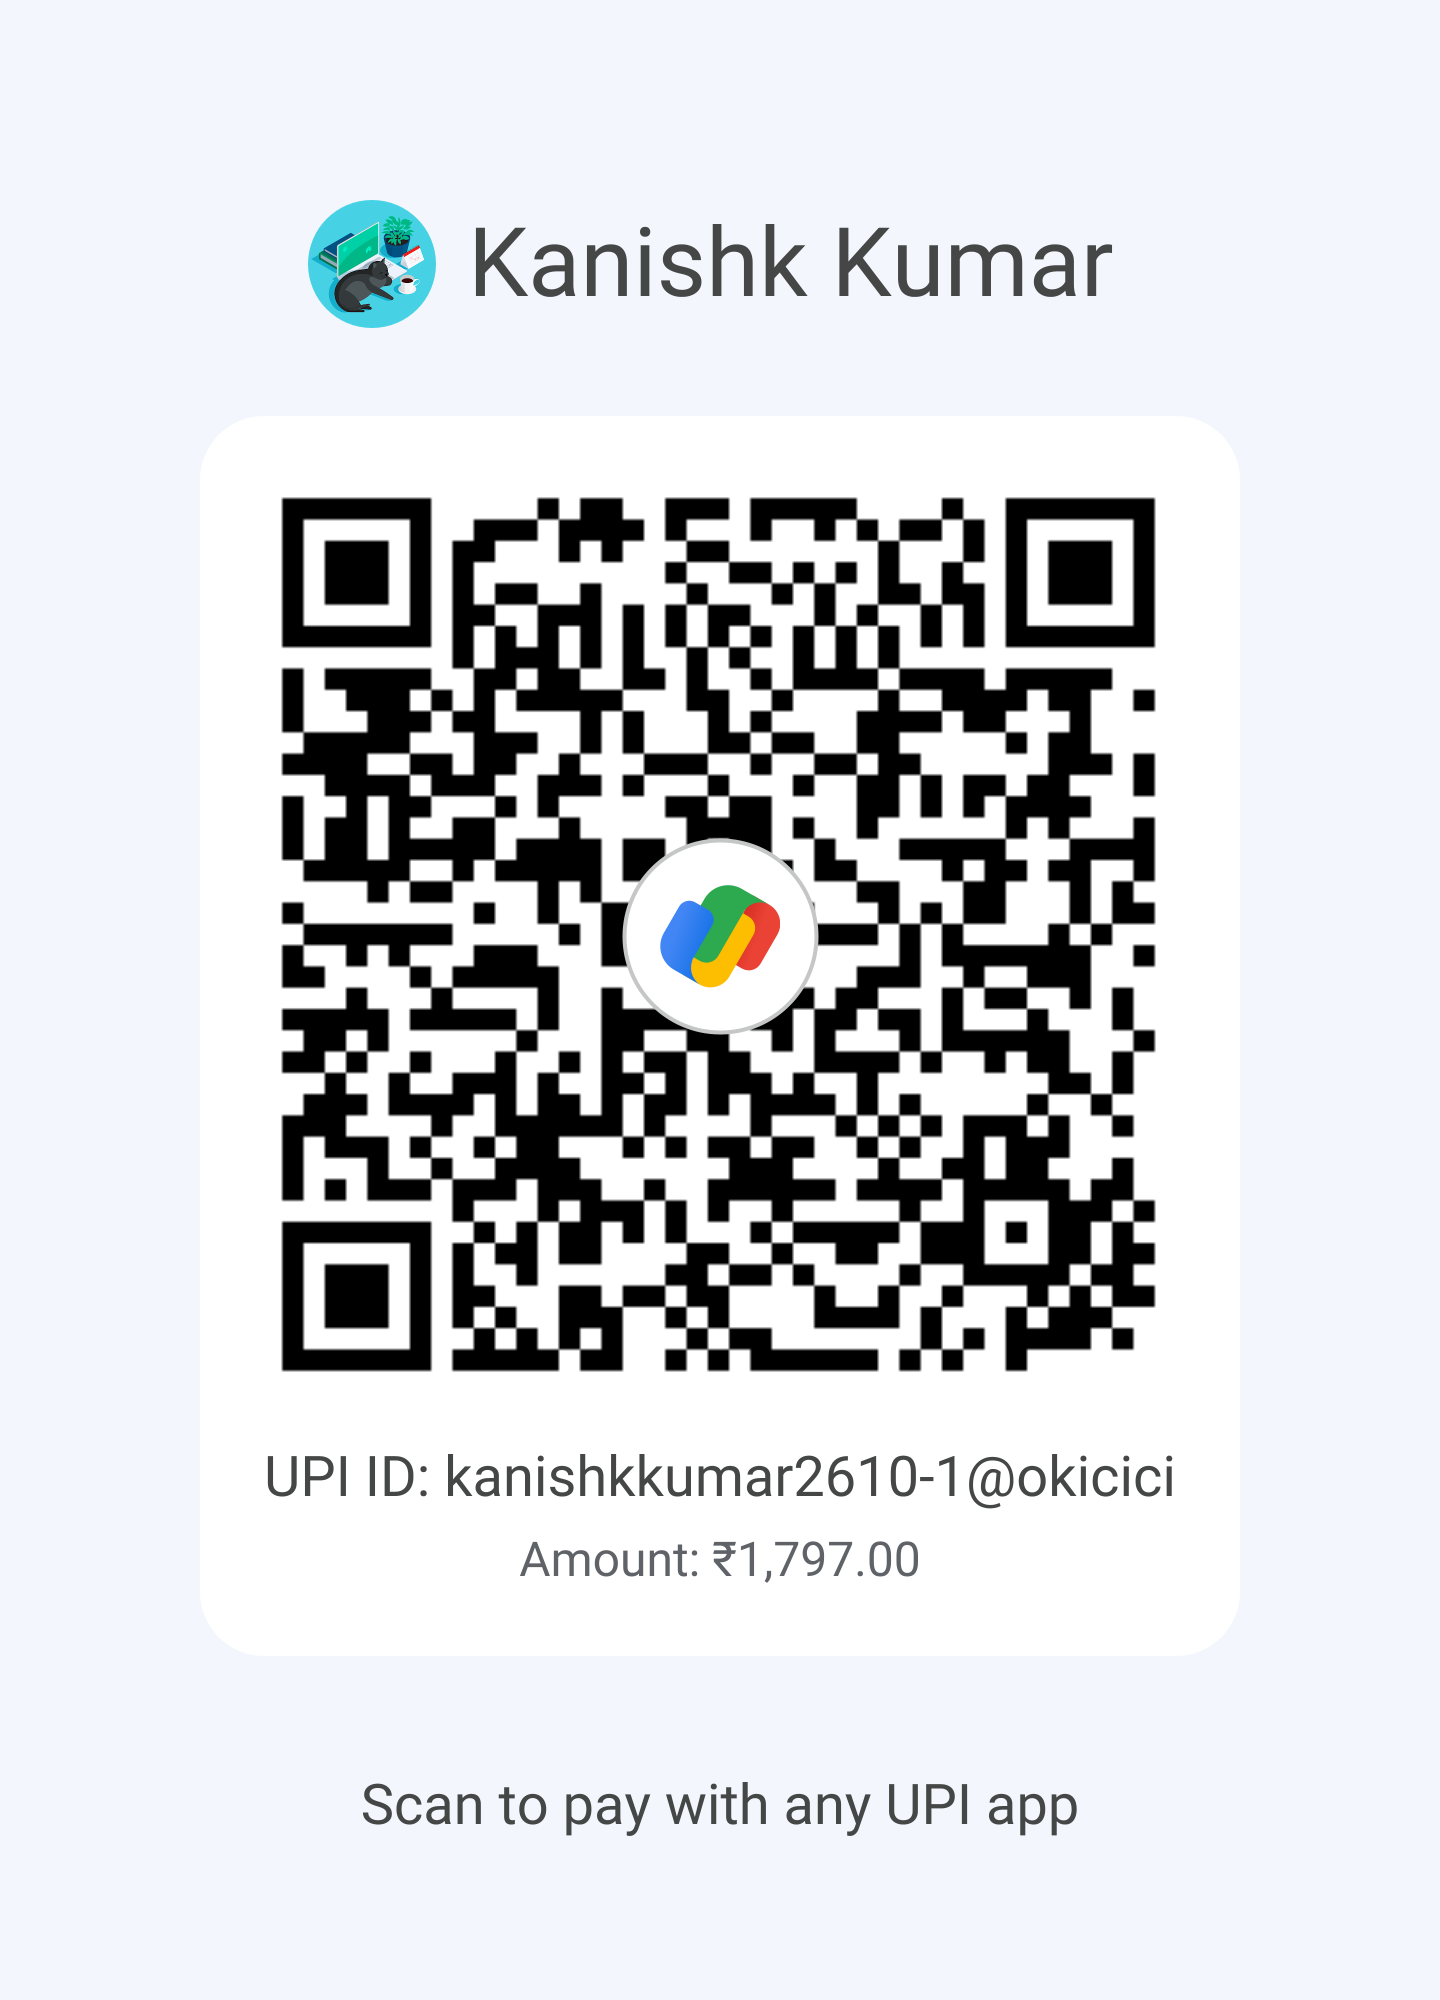 Kanishk Kumar
UPI ID: kanishkkumar2610-1@okicici
Amount: ₹1,797.00
Scan to pay with any UPI app